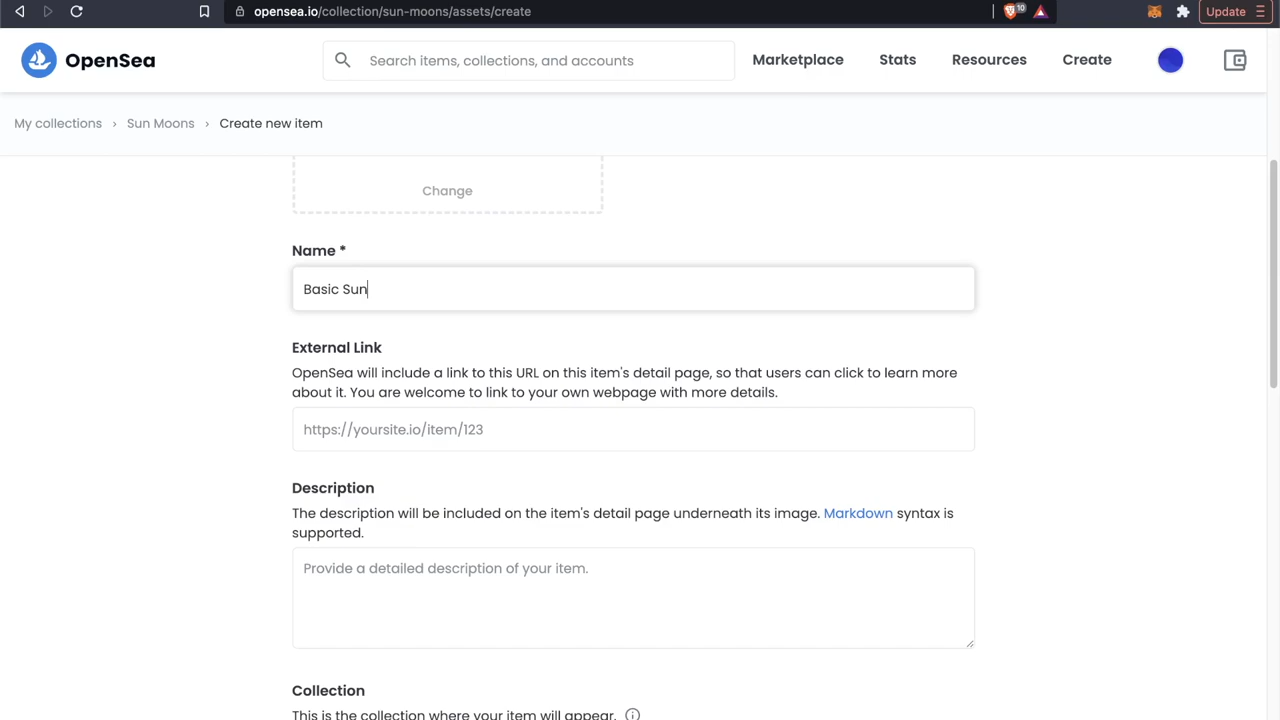 opensea.io/collection/sun-moons/assets/create
10
Update
OpenSea
Search items, collections, and accounts
Marketplace
Stats
Resources
Create
My collections › Sun Moons › Create new item
Change
Name *
Basic Sun
External Link
OpenSea will include a link to this URL on this item's detail page, so that users can click to learn more
about it. You are welcome to link to your own webpage with more details.
https://yoursite.io/item/123
Description
The description will be included on the item's detail page underneath its image. Markdown syntax is
supported.
Provide a detailed description of your item.
Collection
This is the collection where your item will appear.